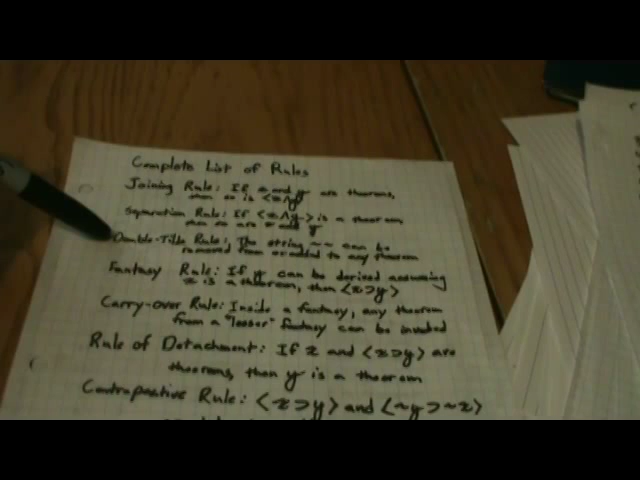 Complete List of Rules
Joining Rule: If x and y are theorems,
then so is <x∧y>
Separation Rule: If <x∧y> is a theorem
then so are x and y
Double-Tilde Rule: The string ~~ can be
removed from or added to any theorem
Fantasy Rule: If y can be derived assuming
x is a theorem, then <x⊃y>
Carry-over Rule: Inside a fantasy, any theorem
from a "lesser" fantasy can be invoked
Rule of Detachment: If x and <x⊃y> are
theorems, then y is a theorem
Contrapositive Rule: <x⊃y> and <~y⊃~x>